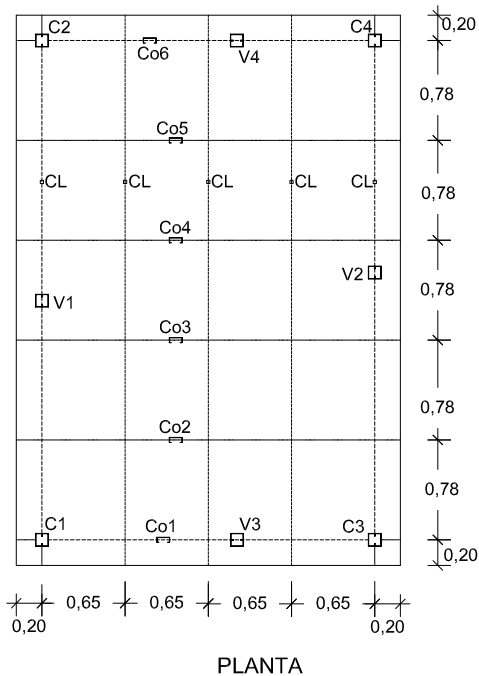 C2 C4
0,20
Co6 V4
0,78
Co5
CL CL CL CL CL
0,78
Co4
V2
0,78
V1
Co3
0,78
Co2
0,78
C1 Co1 V3 C3
0,20
0,65 0,65 0,65 0,65
0,20 0,20
PLANTA